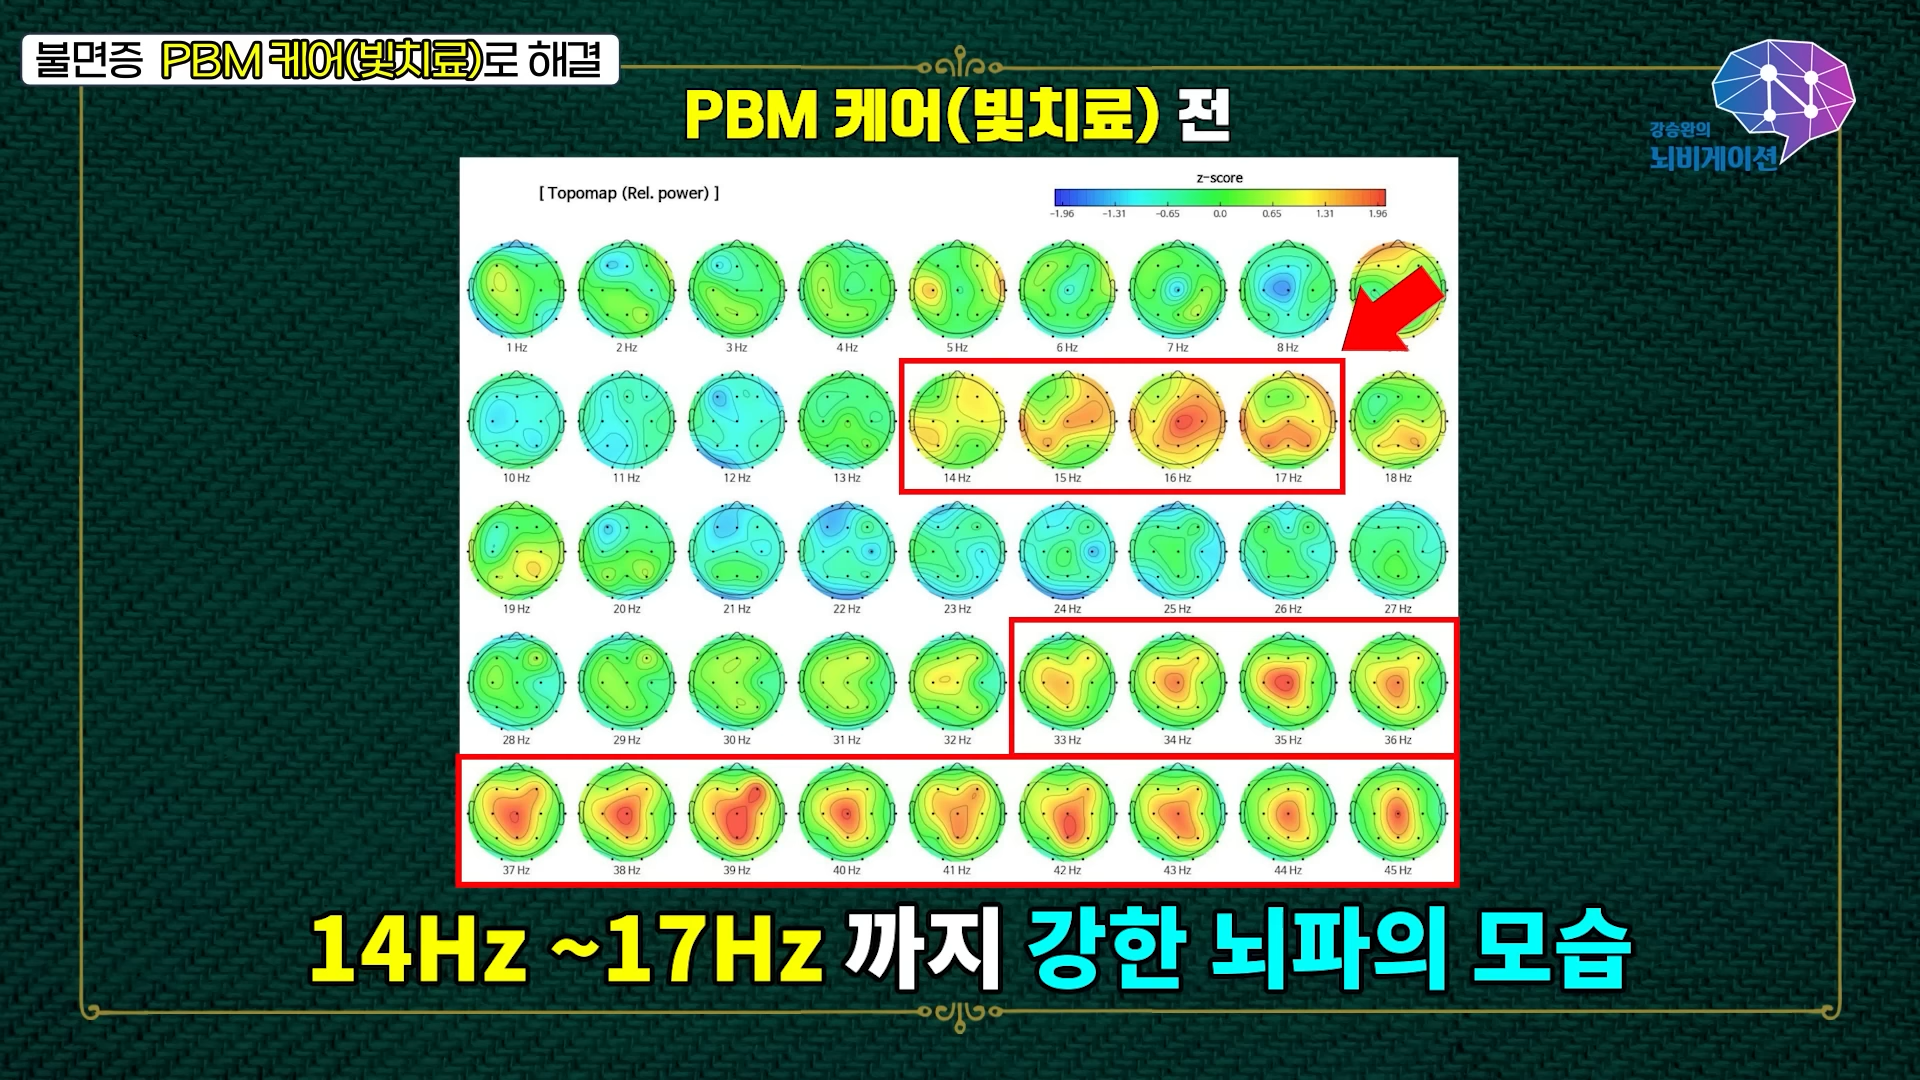 불면증 PBM 케어(빛치료)로 해결
강승완의
뇌비게이션
PBM 케어(빛치료) 전
[ Topomap (Rel. power) ]
z-score
-1.96 -1.31 -0.65 0.0 0.65 1.31 1.96
1 Hz 2 Hz 3 Hz 4 Hz 5 Hz 6 Hz 7 Hz 8 Hz
10 Hz 11 Hz 12 Hz 13 Hz 14 Hz 15 Hz 16 Hz 17 Hz 18 Hz
19 Hz 20 Hz 21 Hz 22 Hz 23 Hz 24 Hz 25 Hz 26 Hz 27 Hz
28 Hz 29 Hz 30 Hz 31 Hz 32 Hz 33 Hz 34 Hz 35 Hz 36 Hz
37 Hz 38 Hz 39 Hz 40 Hz 41 Hz 42 Hz 43 Hz 44 Hz 45 Hz
14Hz ~17Hz 까지 강한 뇌파의 모습